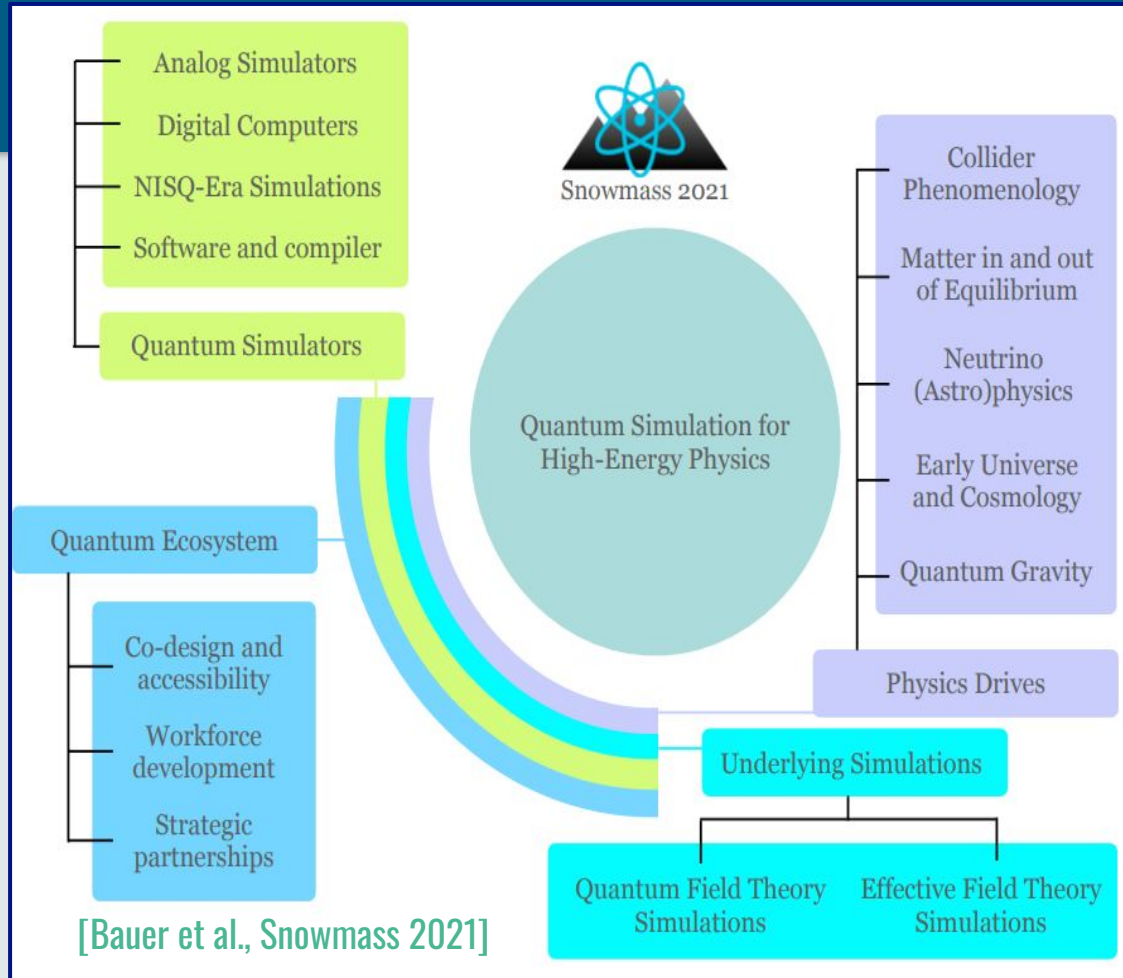 Analog Simulators
Digital Computers
NISQ-Era Simulations
Software and compiler
Quantum Simulators
Snowmass 2021
Quantum Simulation for
High-Energy Physics
Collider
Phenomenology
Matter in and out
of Equilibrium
Neutrino
(Astro)physics
Early Universe
and Cosmology
Quantum Gravity
Physics Drives
Quantum Ecosystem
Co-design and
accessibility
Workforce
development
Strategic
partnerships
Underlying Simulations
Quantum Field Theory
Simulations
Effective Field Theory
Simulations
[Bauer et al., Snowmass 2021]